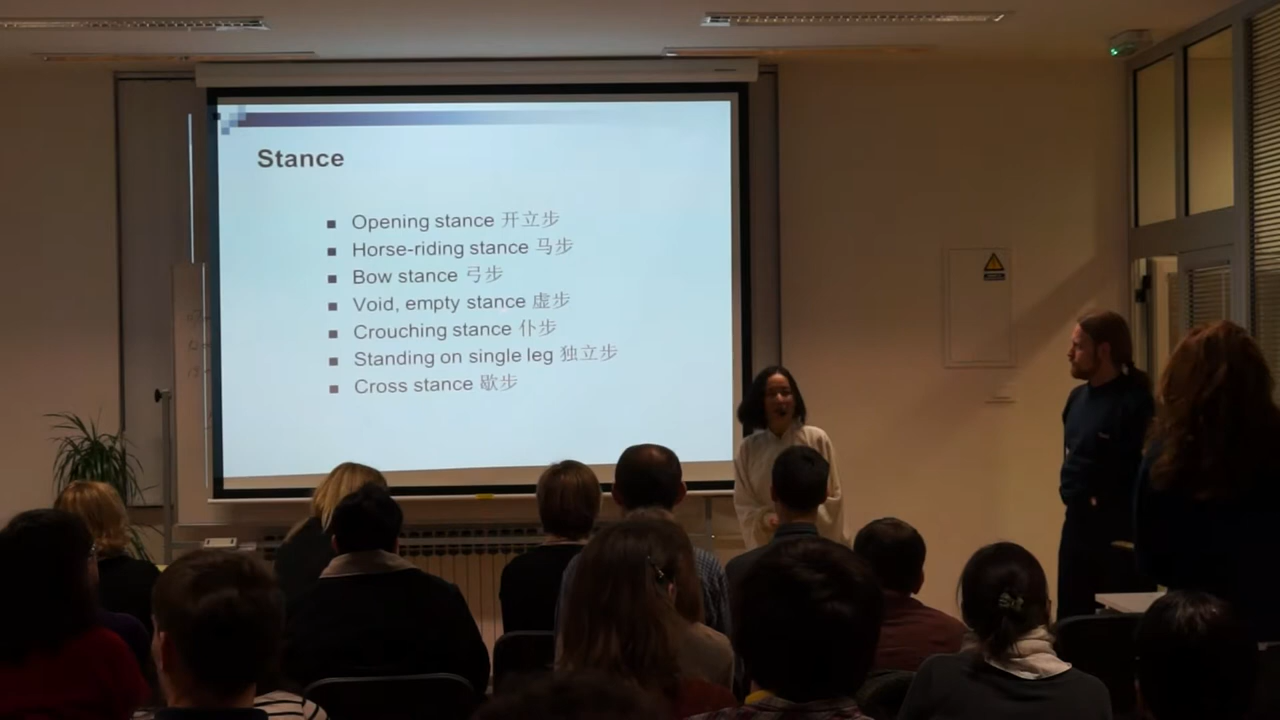 Stance
Opening stance 开立步
Horse-riding stance 马步
Bow stance 弓步
Void, empty stance 虚步
Crouching stance 仆步
Standing on single leg 独立步
Cross stance 歇步